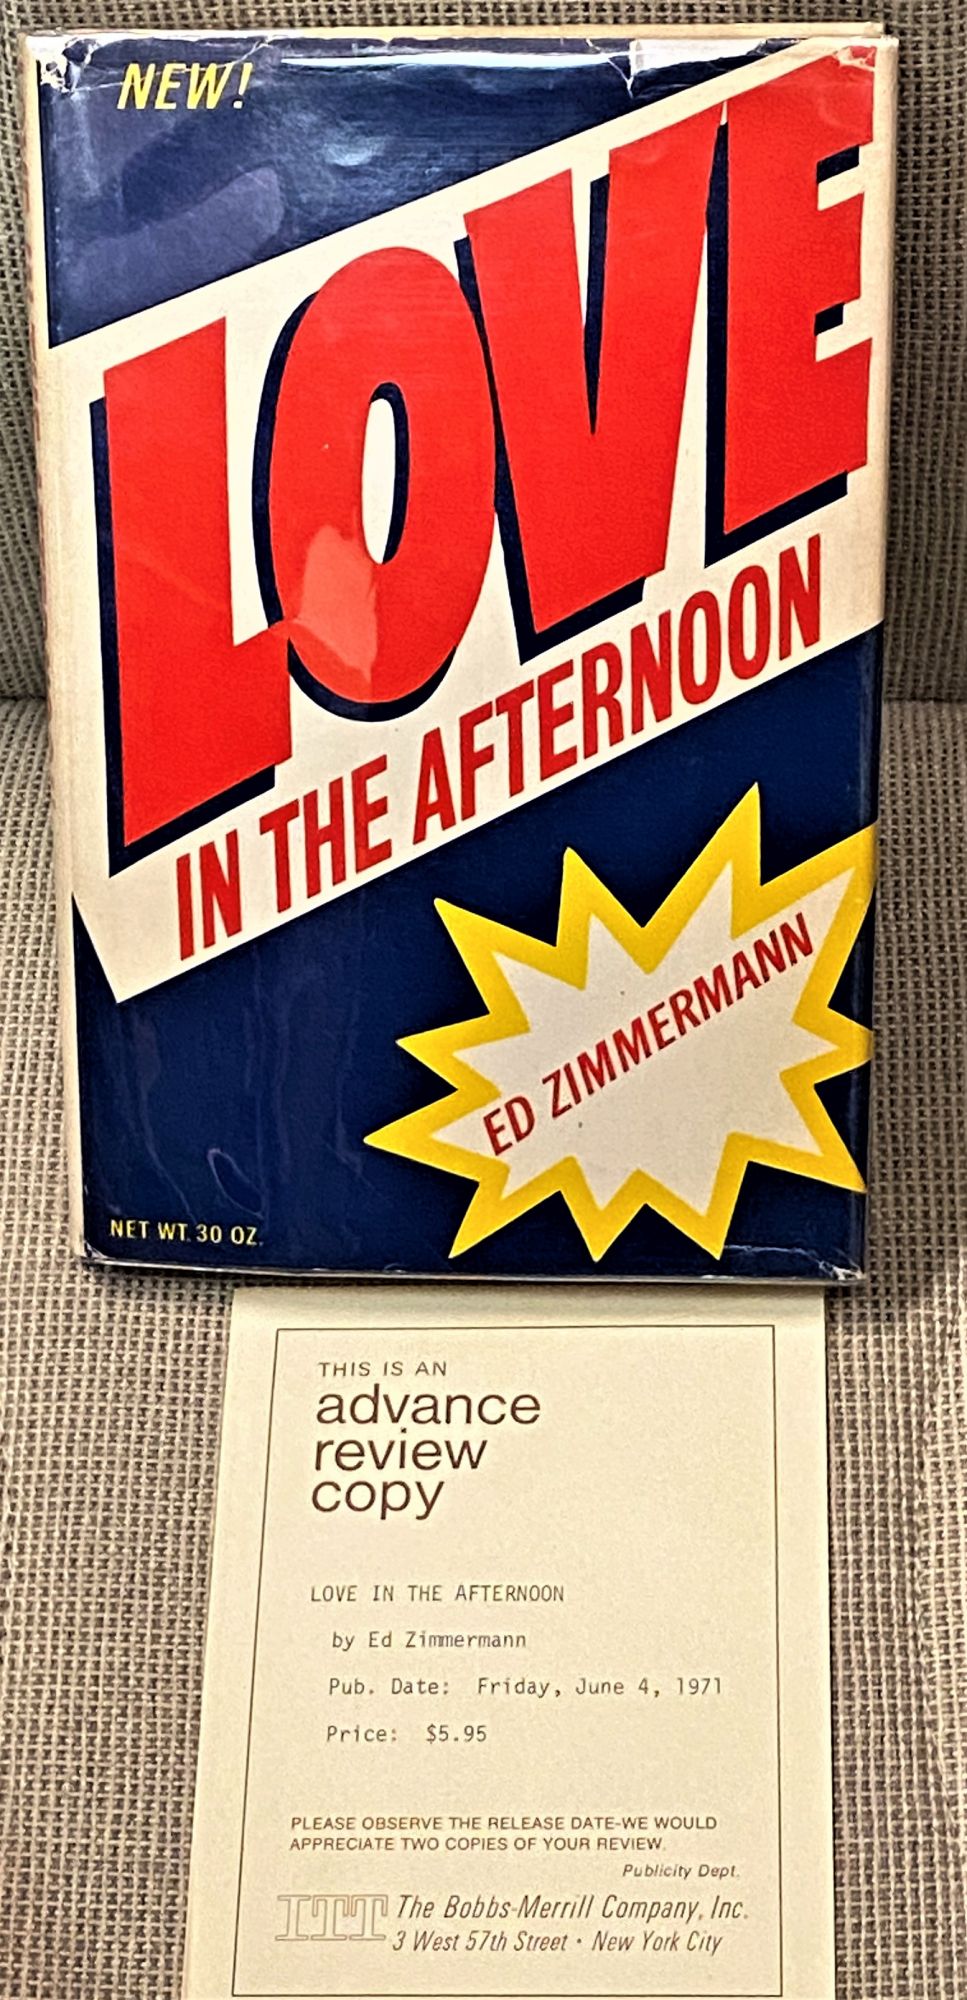 NEW!
LOVE
IN THE AFTERNOON
ED ZIMMERMANN
NET WT. 30 OZ.
THIS IS AN
advance
review
copy
LOVE IN THE AFTERNOON
by Ed Zimmermann
Pub. Date: Friday, June 4, 1971
Price: $5.95
PLEASE OBSERVE THE RELEASE DATE-WE WOULD
APPRECIATE TWO COPIES OF YOUR REVIEW.
Publicity Dept.
ITT The Bobbs-Merrill Company, Inc.
3 West 57th Street • New York City